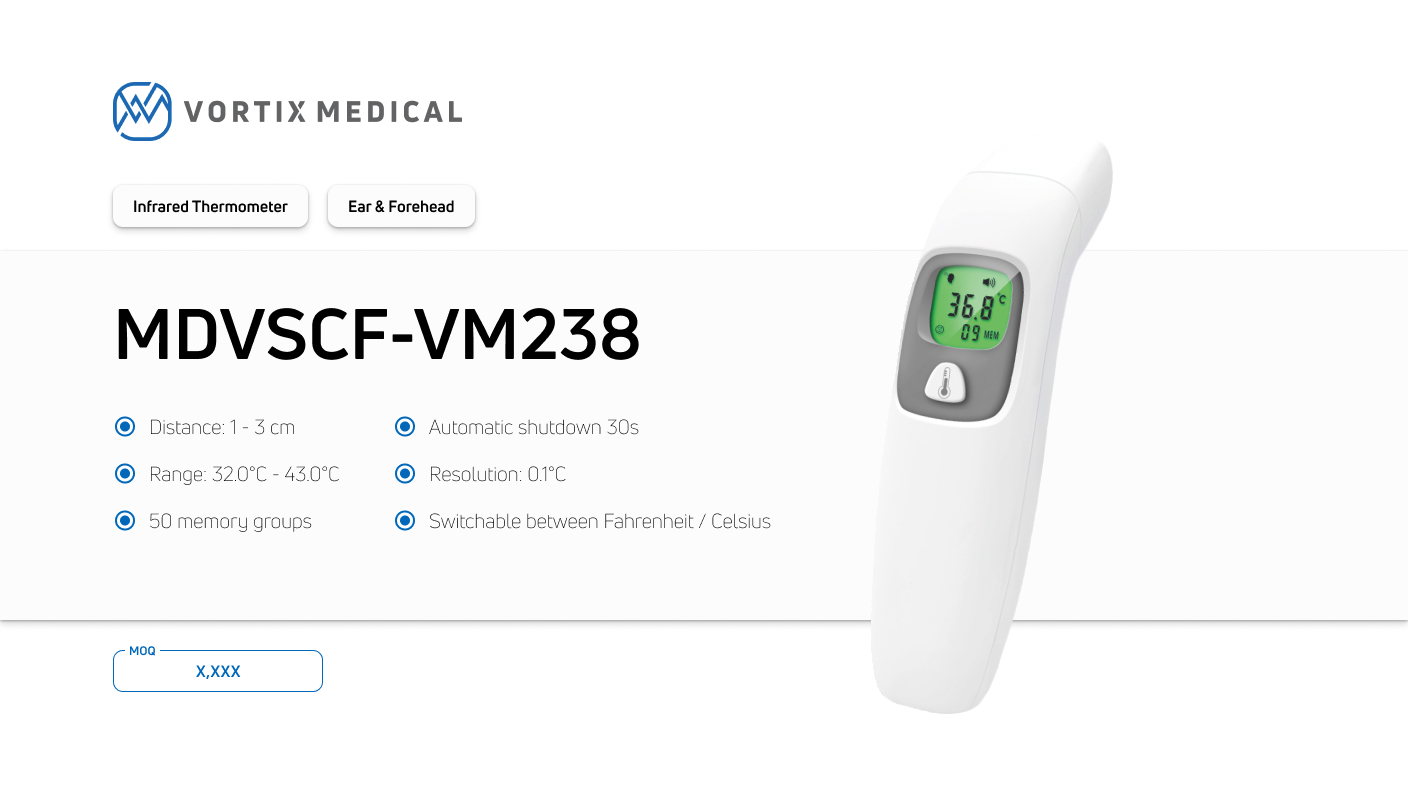 VORTIX MEDICAL
Infrared Thermometer
Ear & Forehead
MDVSCF-VM238
Distance: 1 - 3 cm
Automatic shutdown 30s
Range: 32.0°C - 43.0°C
Resolution: 0.1°C
50 memory groups
Switchable between Fahrenheit / Celsius
36.8 °C
09 MEM
MOQ
X,XXX